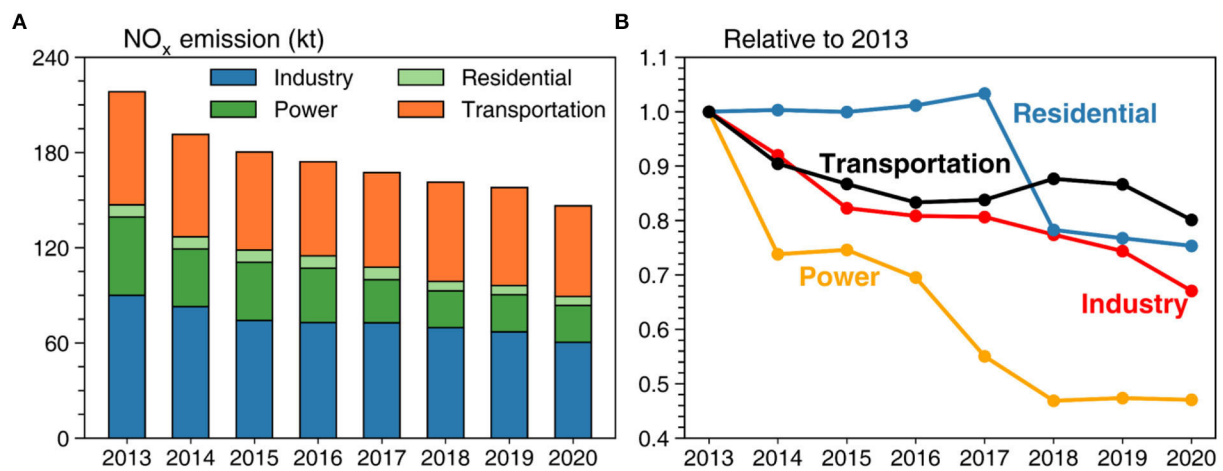 A
NOx emission (kt)
240
180
120
60
0
Industry
Residential
Power
Transportation
2013 2014 2015 2016 2017 2018 2019 2020
B
Relative to 2013
1.1
1.0
0.9
0.8
0.7
0.6
0.5
0.4
Residential
Transportation
Power
Industry
2013 2014 2015 2016 2017 2018 2019 2020